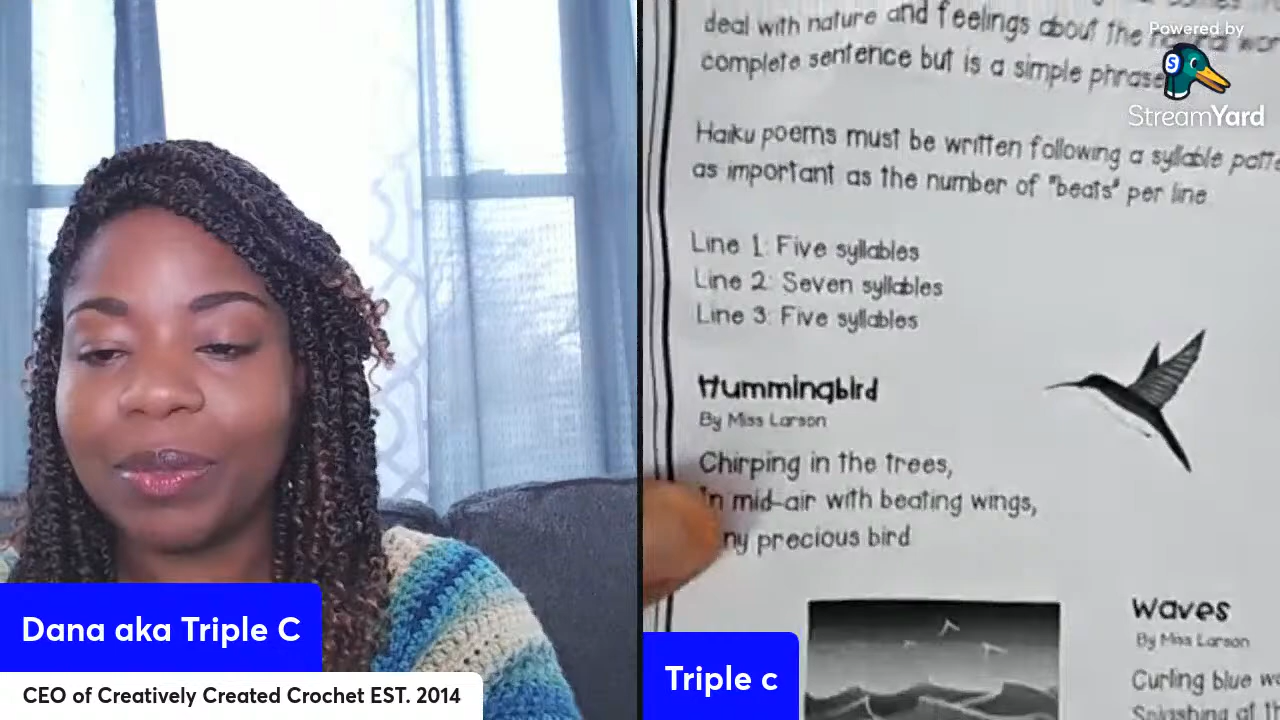 deal with nature and feelings about the
complete sentence but is a simple phrase
Haiku poems must be written following a syllable
as important as the number of "beats" per line
Line 1: Five syllables
Line 2: Seven syllables
Line 3: Five syllables
Hummingbird
By Miss Larson
Chirping in the trees,
In mid-air with beating wings,
precious bird
Waves
By Miss Larson
Curling blue
Powered by
StreamYard
Dana aka Triple C
CEO of Creatively Created Crochet EST. 2014
Triple c